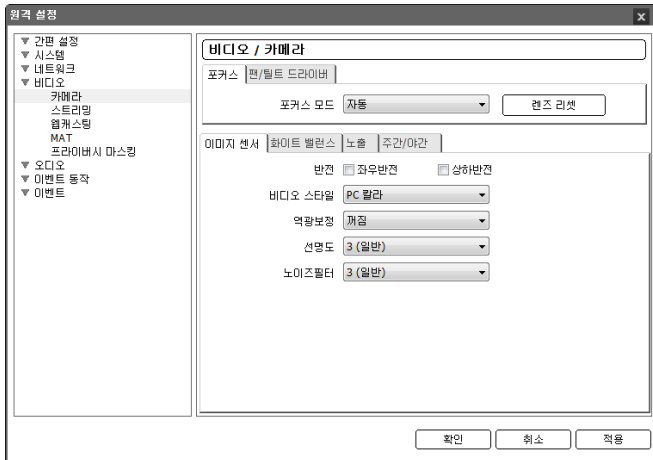 원격 설정
x
▼ 간편 설정
▼ 시스템
▼ 네트워크
▼ 비디오
카메라
스트리밍
웹캐스팅
MAT
프라이버시 마스킹
▼ 오디오
▼ 이벤트 동작
▼ 이벤트
비디오 / 카메라
포커스 팬/틸트 드라이버
포커스 모드 자동 렌즈 리셋
이미지 센서 화이트 밸런스 노출 주간/야간
반전 좌우반전 상하반전
비디오 스타일 PC 칼라
역광보정 꺼짐
선명도 3 (일반)
노이즈필터 3 (일반)
확인 취소 적용